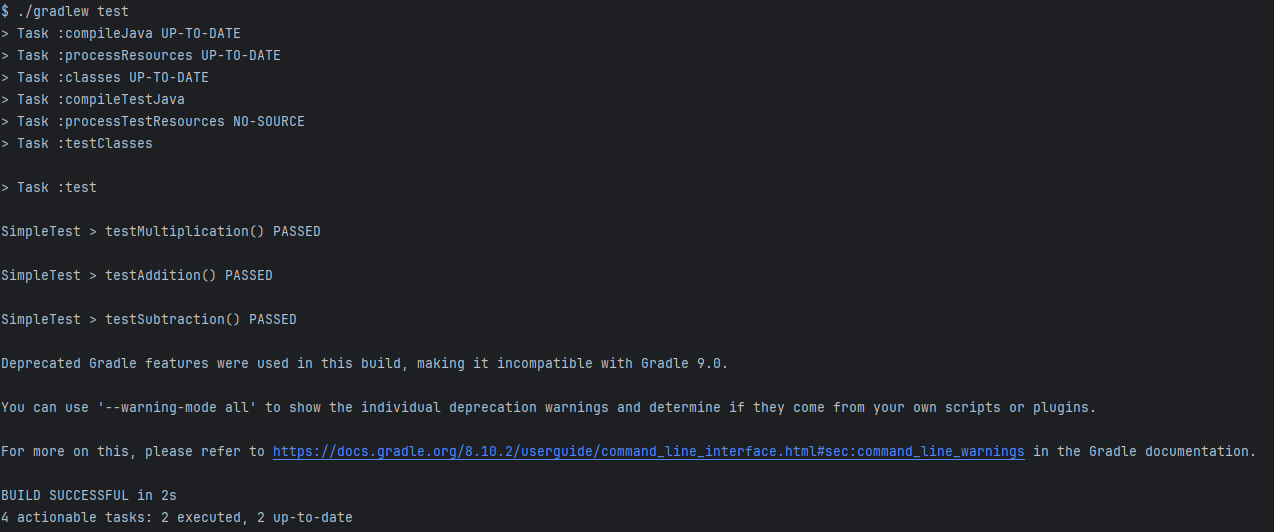 $ ./gradlew test
> Task :compileJava UP-TO-DATE
> Task :processResources UP-TO-DATE
> Task :classes UP-TO-DATE
> Task :compileTestJava
> Task :processTestResources NO-SOURCE
> Task :testClasses
> Task :test
SimpleTest > testMultiplication() PASSED
SimpleTest > testAddition() PASSED
SimpleTest > testSubtraction() PASSED
Deprecated Gradle features were used in this build, making it incompatible with Gradle 9.0.
You can use '--warning-mode all' to show the individual deprecation warnings and determine if they come from your own scripts or plugins.
For more on this, please refer to https://docs.gradle.org/8.10.2/userguide/command_line_interface.html#sec:command_line_warnings in the Gradle documentation.
BUILD SUCCESSFUL in 2s
4 actionable tasks: 2 executed, 2 up-to-date